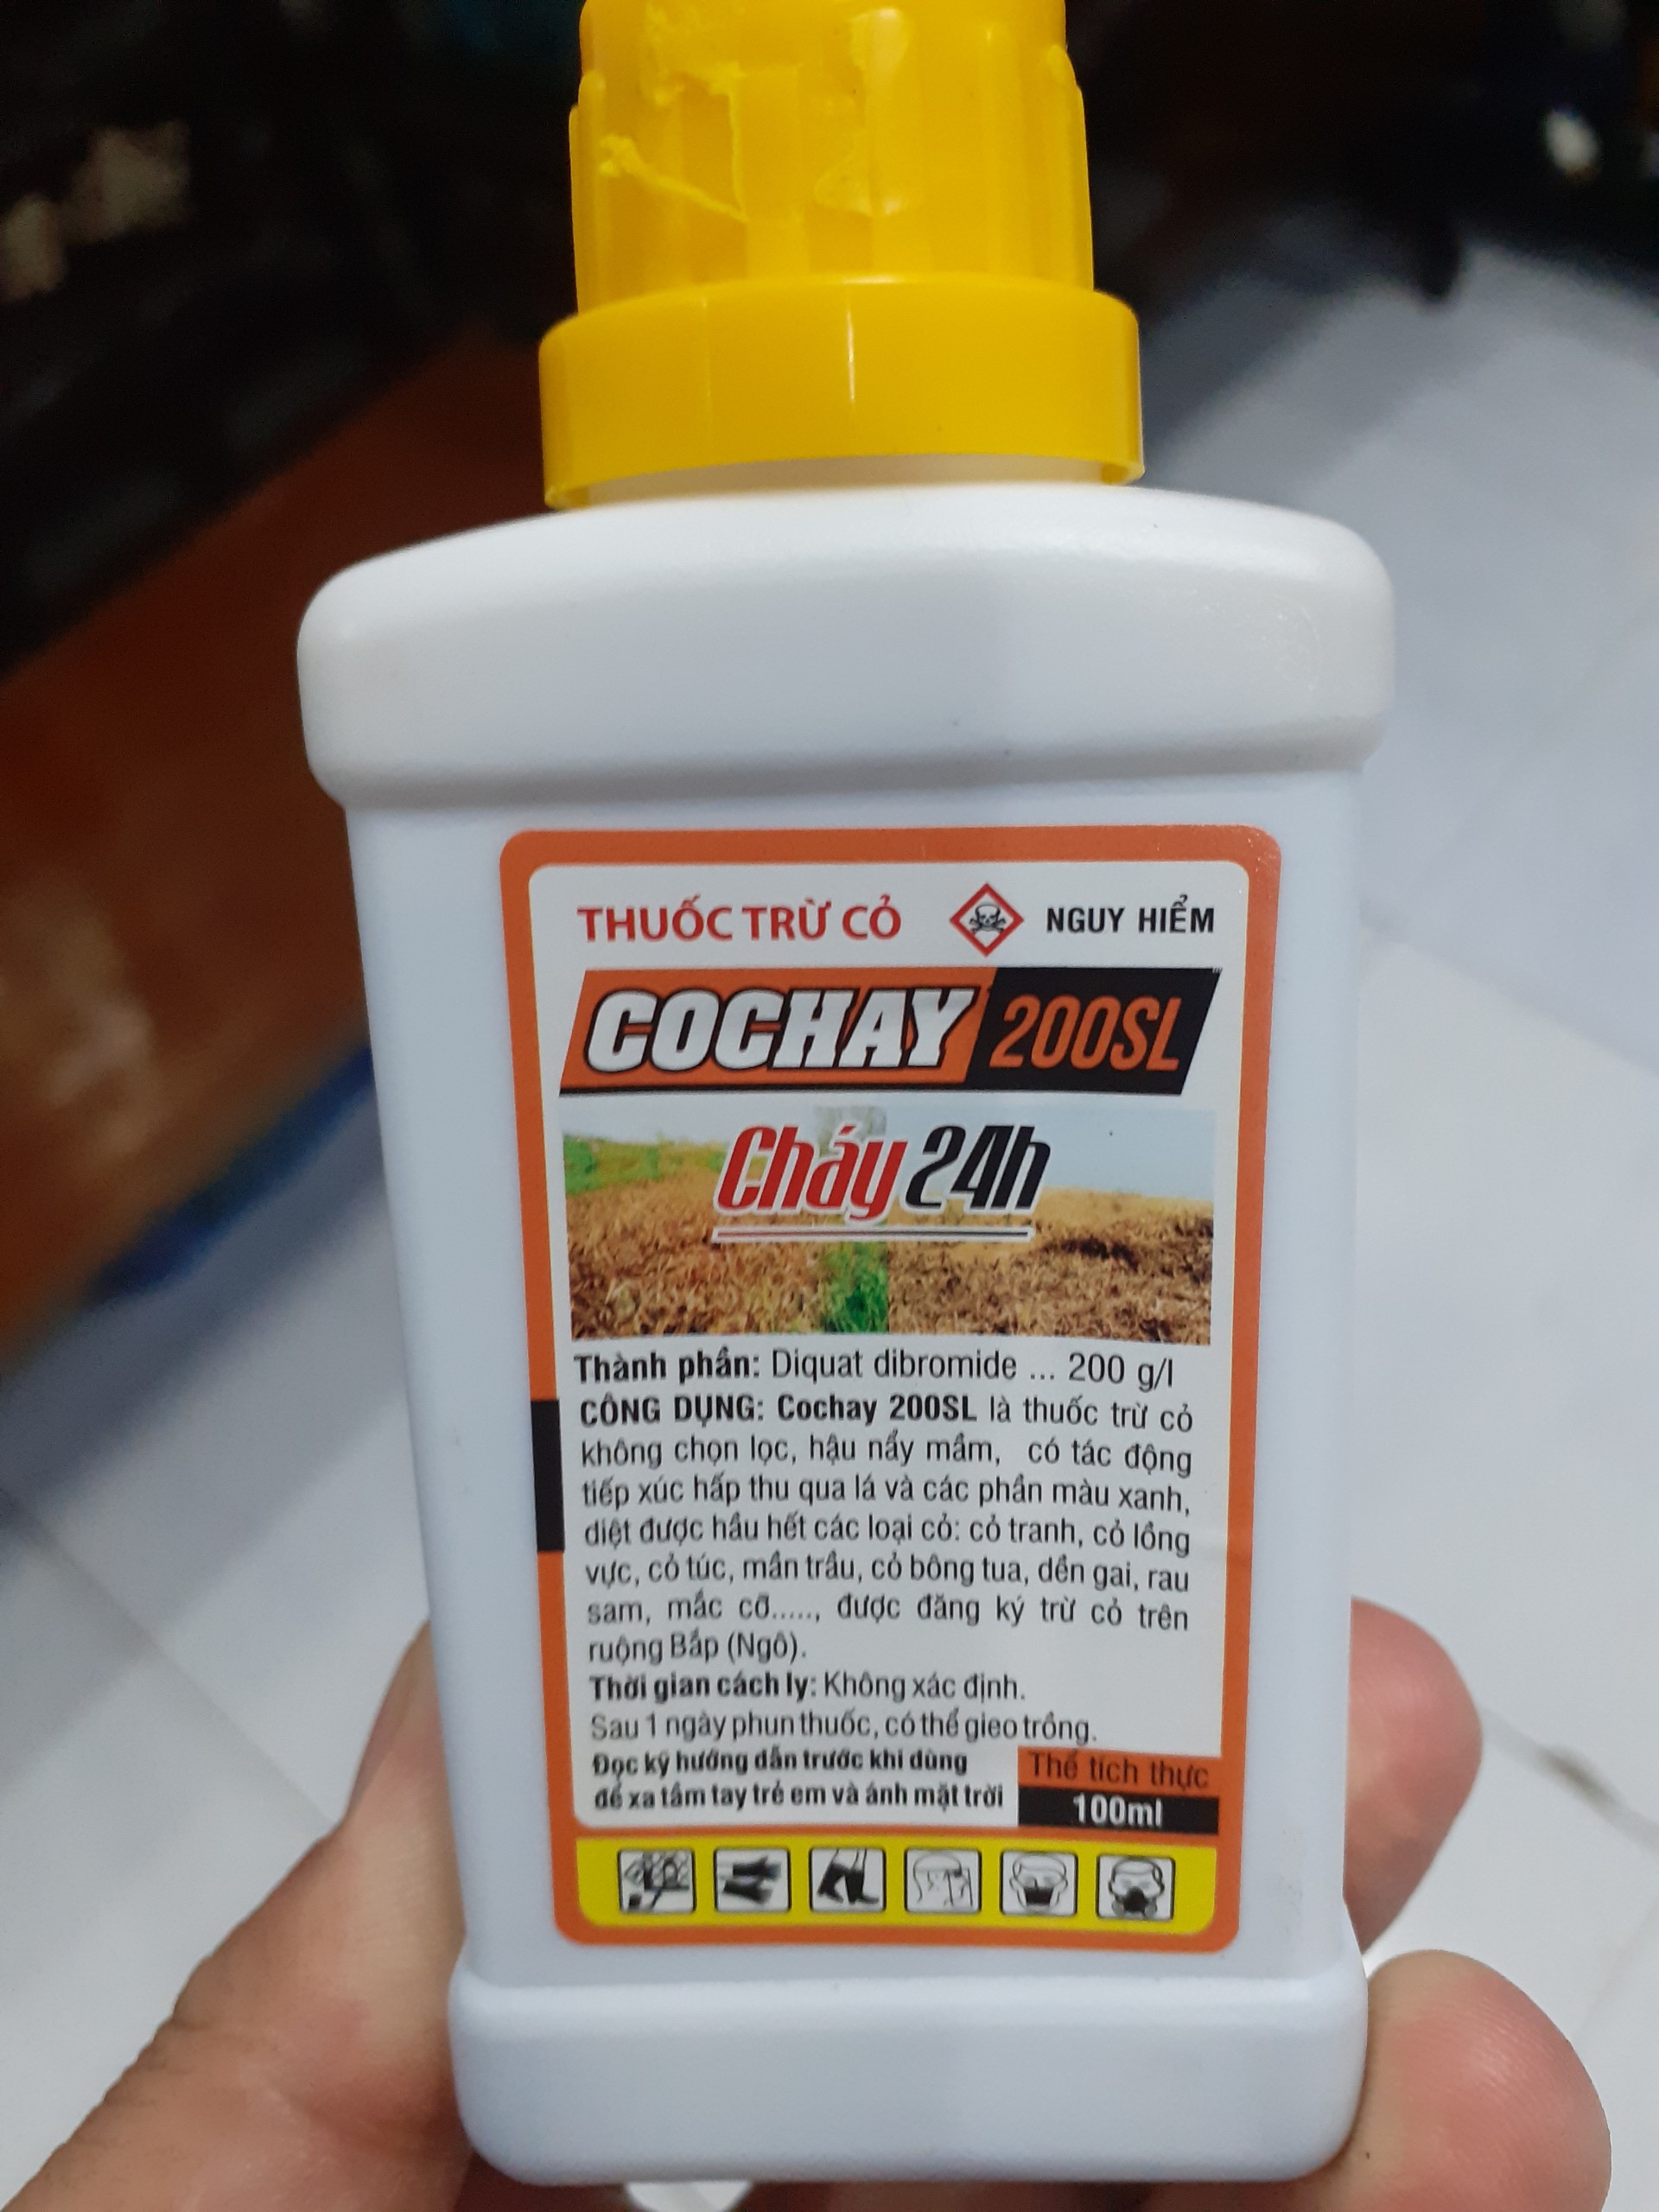 THUỐC TRỪ CỎ NGUY HIỂM
COCHAY 200SL
Cháy 24h
Thành phần: Diquat dibromide ... 200 g/l
CÔNG DỤNG: Cochay 200SL là thuốc trừ cỏ
không chọn lọc, hậu nẩy mầm, có tác động
tiếp xúc hấp thu qua lá và các phần màu xanh,
diệt được hầu hết các loại cỏ: cỏ tranh, cỏ lồng
vực, cỏ túc, mần trầu, cỏ bông tua, dền gai, rau
sam, mắc cỡ....., được đăng ký trừ cỏ trên
ruộng Bắp (Ngô).
Thời gian cách ly: Không xác định.
Sau 1 ngày phun thuốc, có thể gieo trồng.
Đọc kỹ hướng dẫn trước khi dùng
để xa tầm tay trẻ em và ánh mặt trời
Thể tích thực
100ml